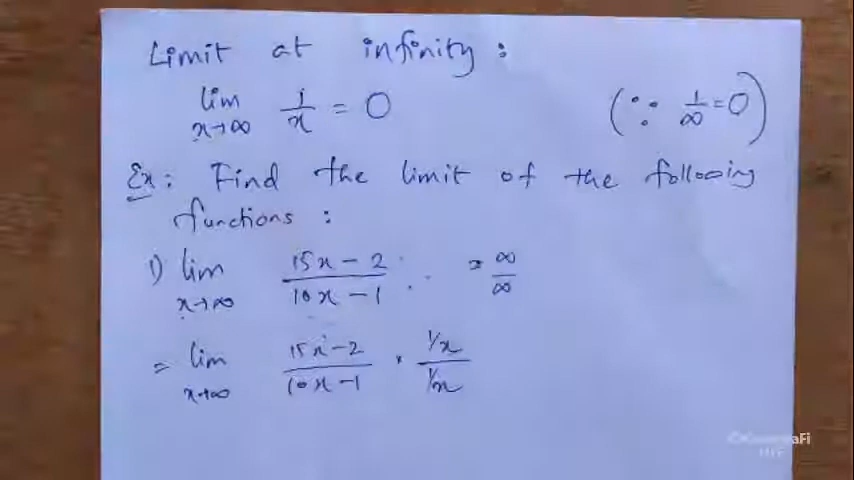 Limit at infinity :
lim x→∞ 1/x = 0 (∵ 1/∞ = 0)
Ex : Find the limit of the following
functions :
1) lim x→∞ 15x − 2 / 10x − 1 = ∞/∞
= lim x→∞ 15x − 2 / 10x − 1 × 1/x / 1/x